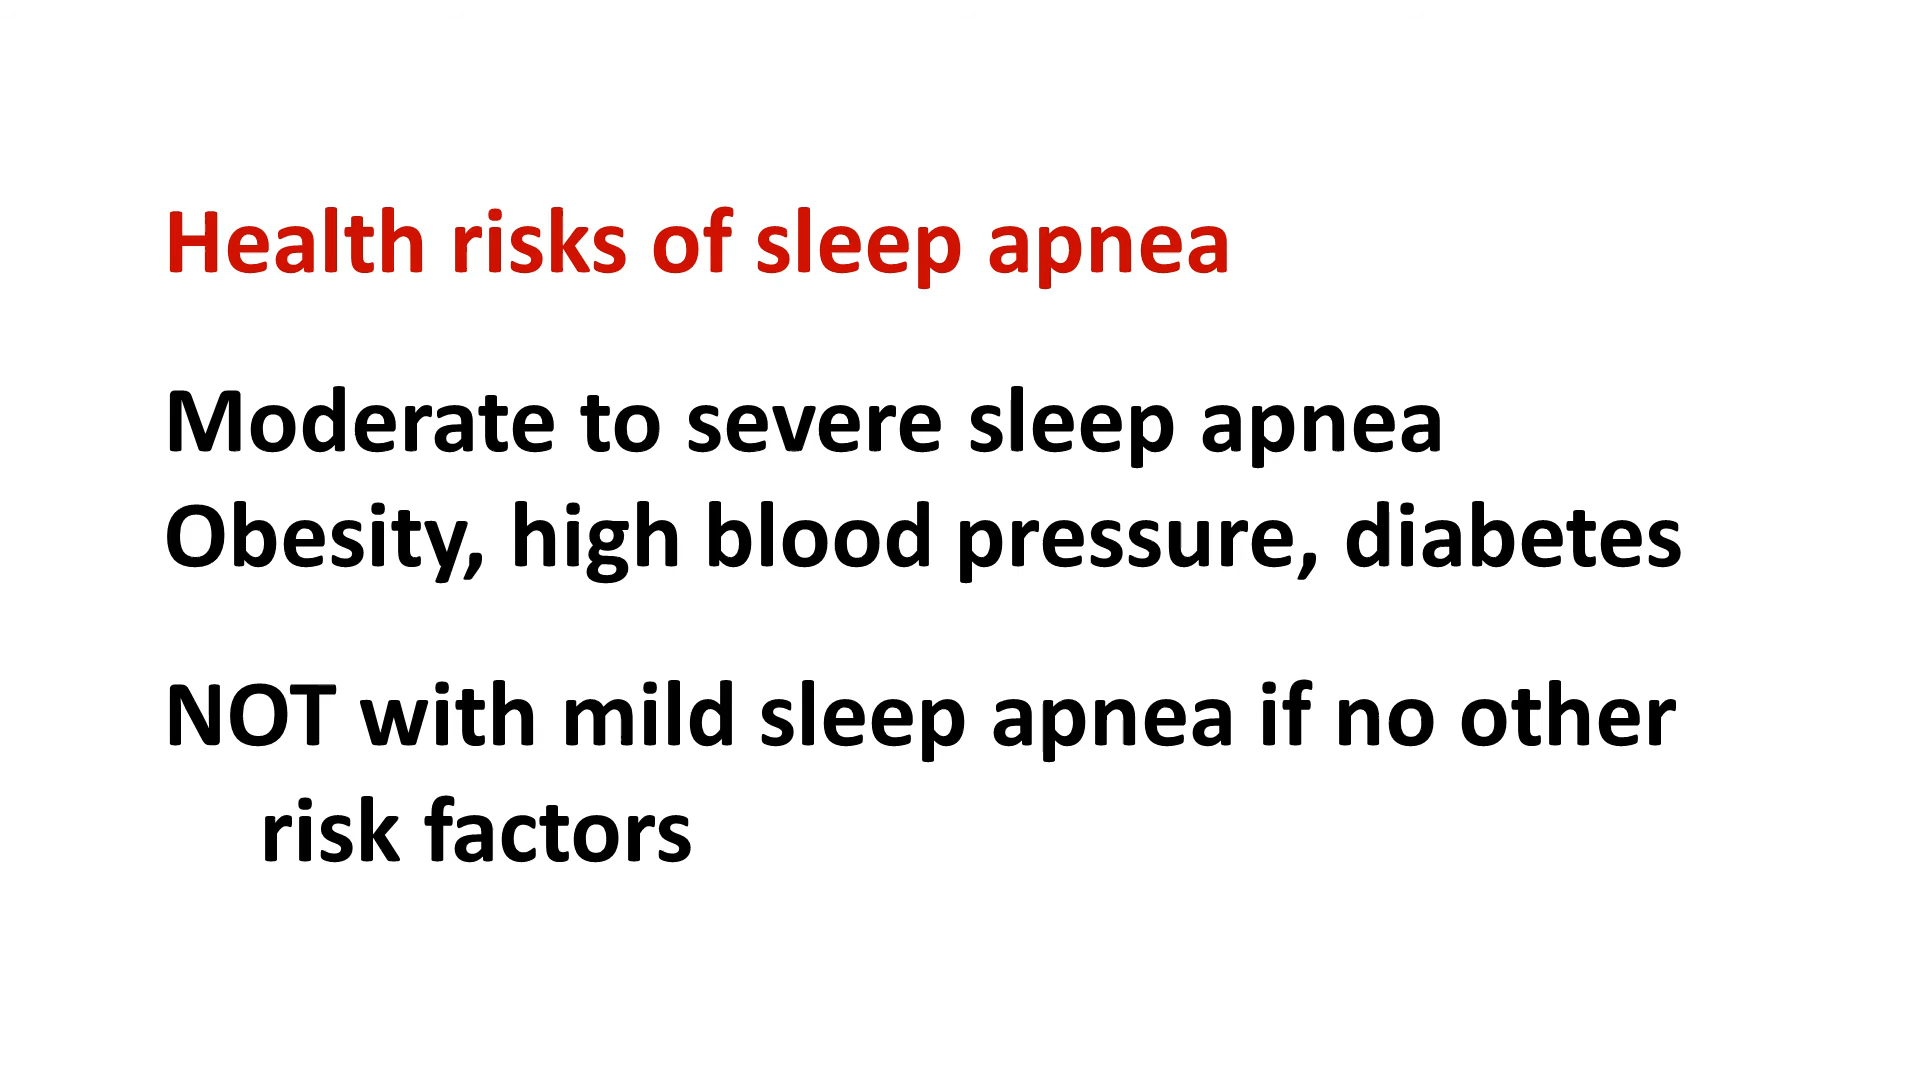 Health risks of sleep apnea
Moderate to severe sleep apnea
Obesity, high blood pressure, diabetes
NOT with mild sleep apnea if no other
risk factors